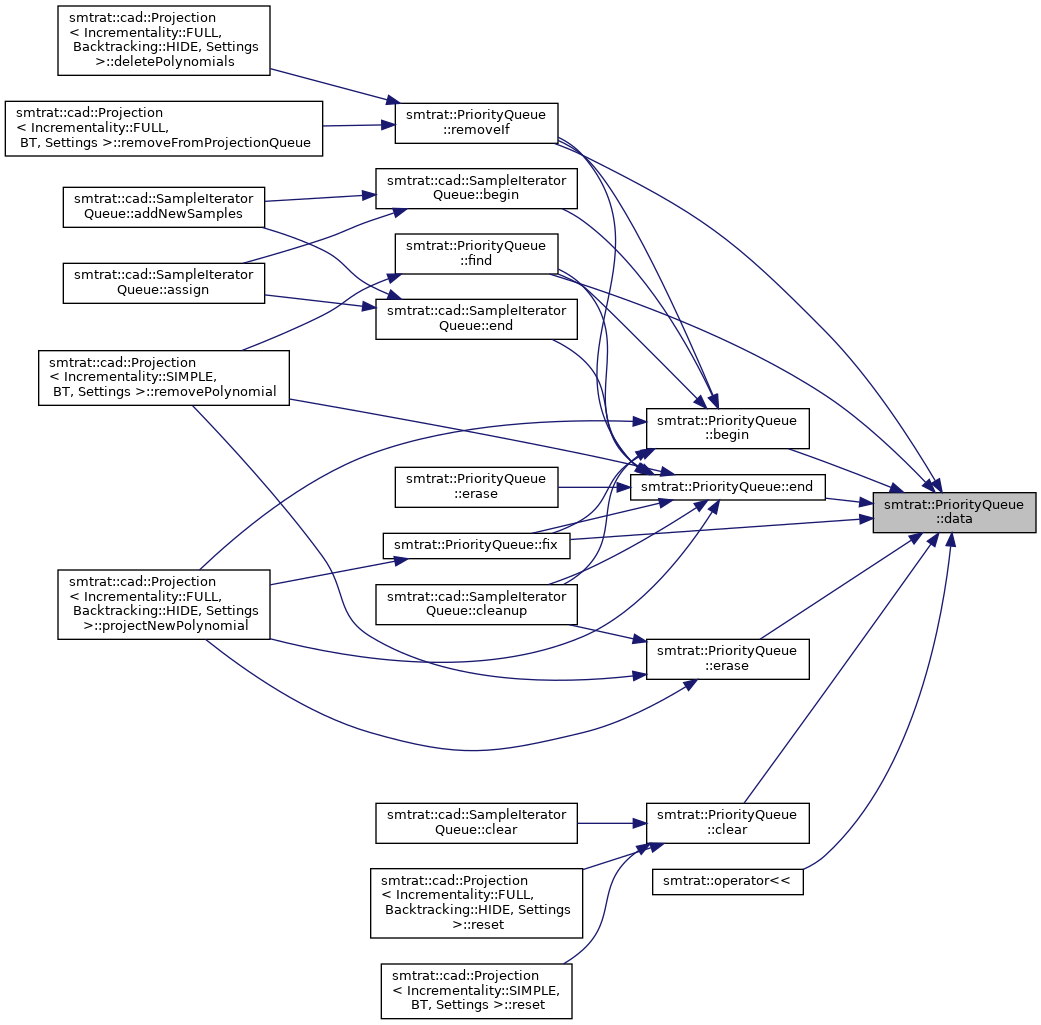 smtrat::cad::Projection
< Incrementality::FULL,
Backtracking::HIDE, Settings
>::deletePolynomials
smtrat::cad::Projection
< Incrementality::FULL,
BT, Settings >::removeFromProjectionQueue
smtrat::PriorityQueue
::removeIf
smtrat::cad::SampleIterator
Queue::addNewSamples
smtrat::cad::SampleIterator
Queue::begin
smtrat::PriorityQueue
::find
smtrat::cad::SampleIterator
Queue::assign
smtrat::cad::SampleIterator
Queue::end
smtrat::cad::Projection
< Incrementality::SIMPLE,
BT, Settings >::removePolynomial
smtrat::PriorityQueue
::begin
smtrat::PriorityQueue
::erase
smtrat::PriorityQueue::end
smtrat::PriorityQueue
::data
smtrat::PriorityQueue::fix
smtrat::cad::Projection
< Incrementality::FULL,
Backtracking::HIDE, Settings
>::projectNewPolynomial
smtrat::cad::SampleIterator
Queue::cleanup
smtrat::PriorityQueue
::erase
smtrat::cad::SampleIterator
Queue::clear
smtrat::PriorityQueue
::clear
smtrat::operator<<
smtrat::cad::Projection
< Incrementality::FULL,
Backtracking::HIDE, Settings
>::reset
smtrat::cad::Projection
< Incrementality::SIMPLE,
BT, Settings >::reset